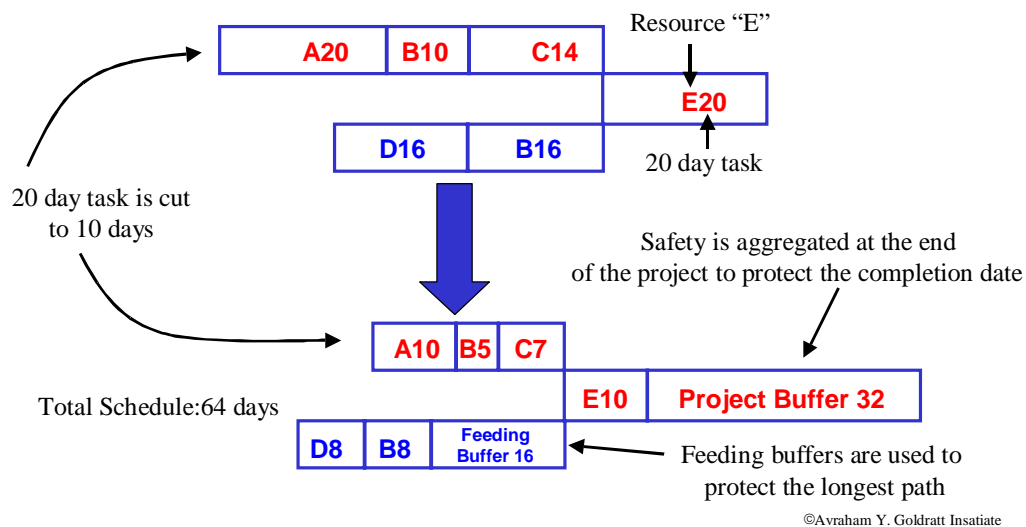 Resource “E”
A20 B10 C14
E20
D16 B16
20 day task
20 day task is cut
to 10 days
Safety is aggregated at the end
of the project to protect the completion date
A10 B5 C7
E10 Project Buffer 32
Total Schedule:64 days
D8 B8 Feeding
Buffer 16
Feeding buffers are used to
protect the longest path
©Avraham Y. Goldratt Insatiate